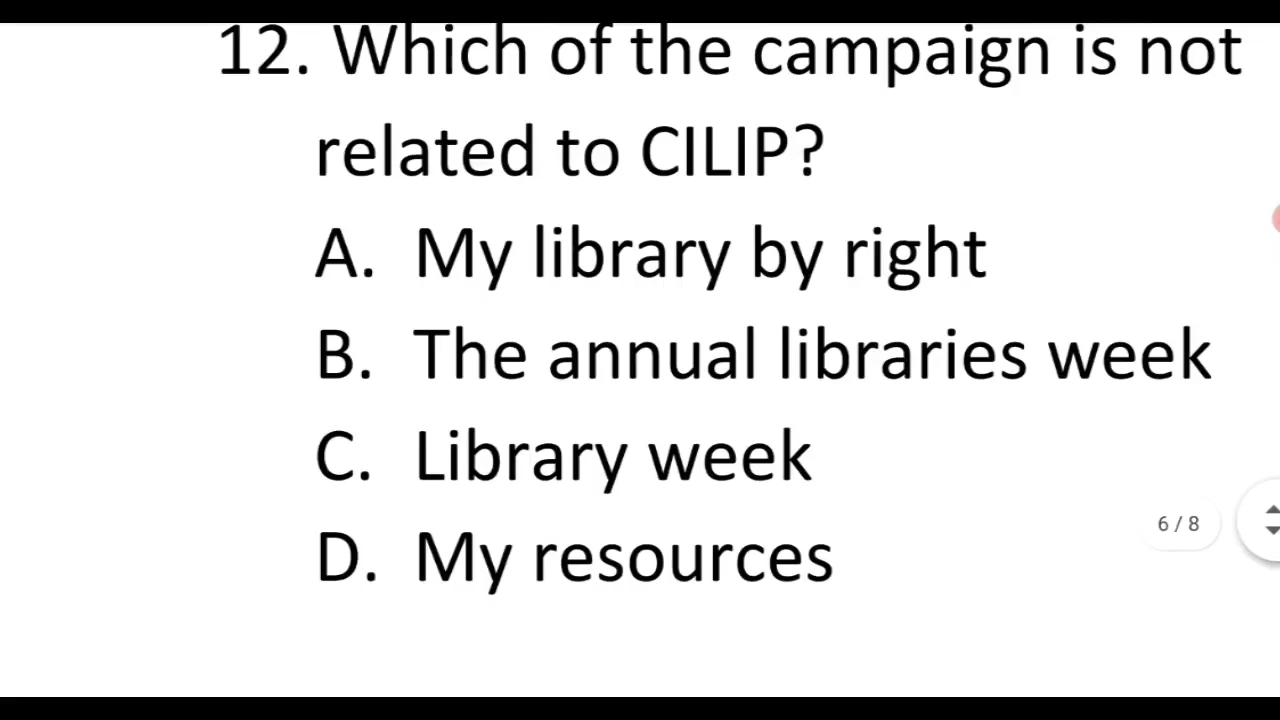 12. Which of the campaign is not
related to CILIP?
A. My library by right
B. The annual libraries week
C. Library week
D. My resources
6 / 8